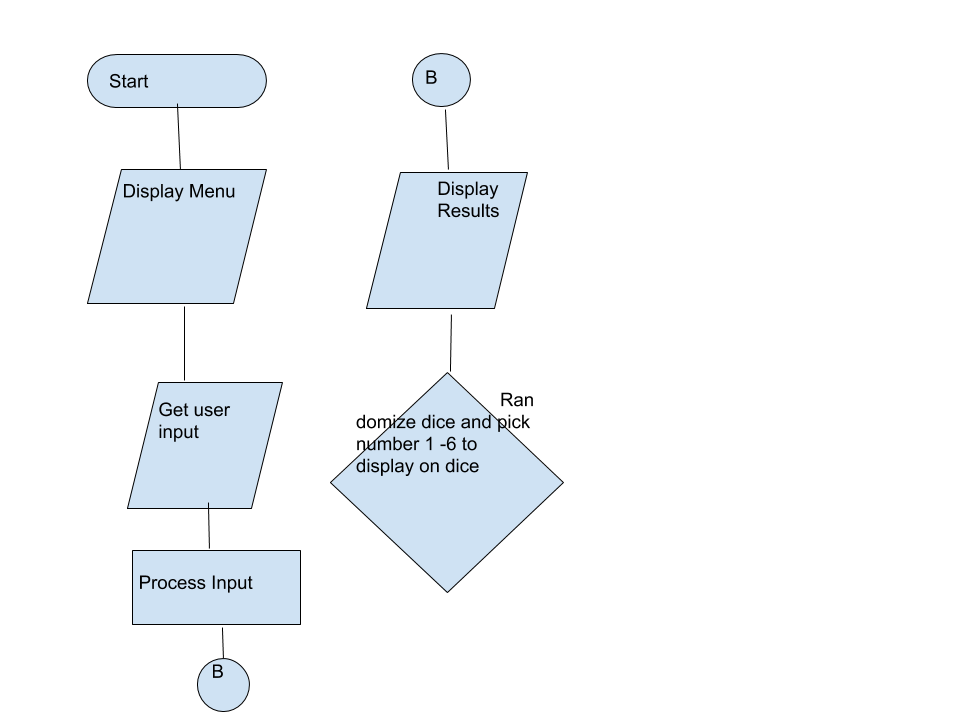 Start
Display Menu
Get user
input
Process Input
B
B
Display
Results
Ran
domize dice and pick
number 1 -6 to
display on dice